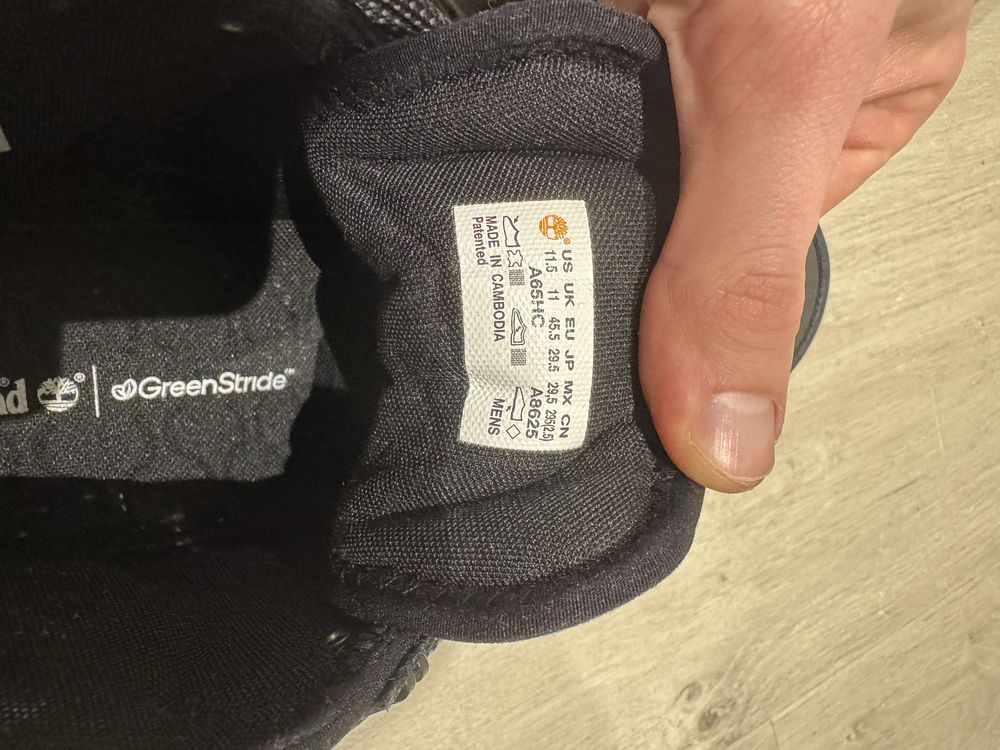 US UK EU JP MX CN
11.5 11 45.5 29.5 29,5 295(2.5)
A65HC A8625
MADE IN CAMBODIA MENS
Patented
GreenStride™